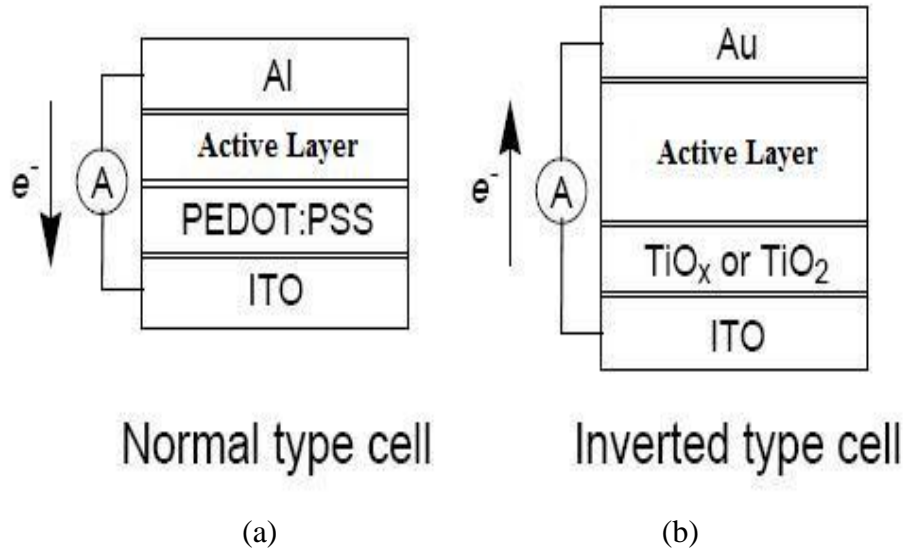 Al
Active Layer
e-
A
PEDOT:PSS
ITO
Normal type cell
(a)
Au
Active Layer
e-
A
TiOx or TiO2
ITO
Inverted type cell
(b)